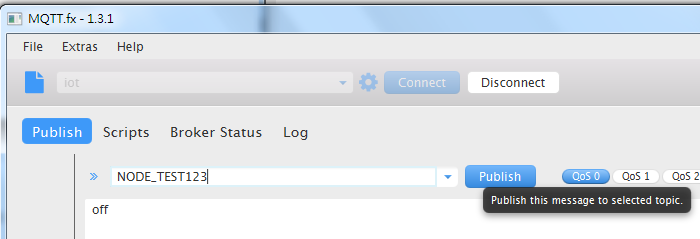 MQTT.fx - 1.3.1
File Extras Help
iot Connect Disconnect
Publish Scripts Broker Status Log
» NODE_TEST123 Publish QoS 0 QoS 1 QoS 2
Publish this message to selected topic.
off